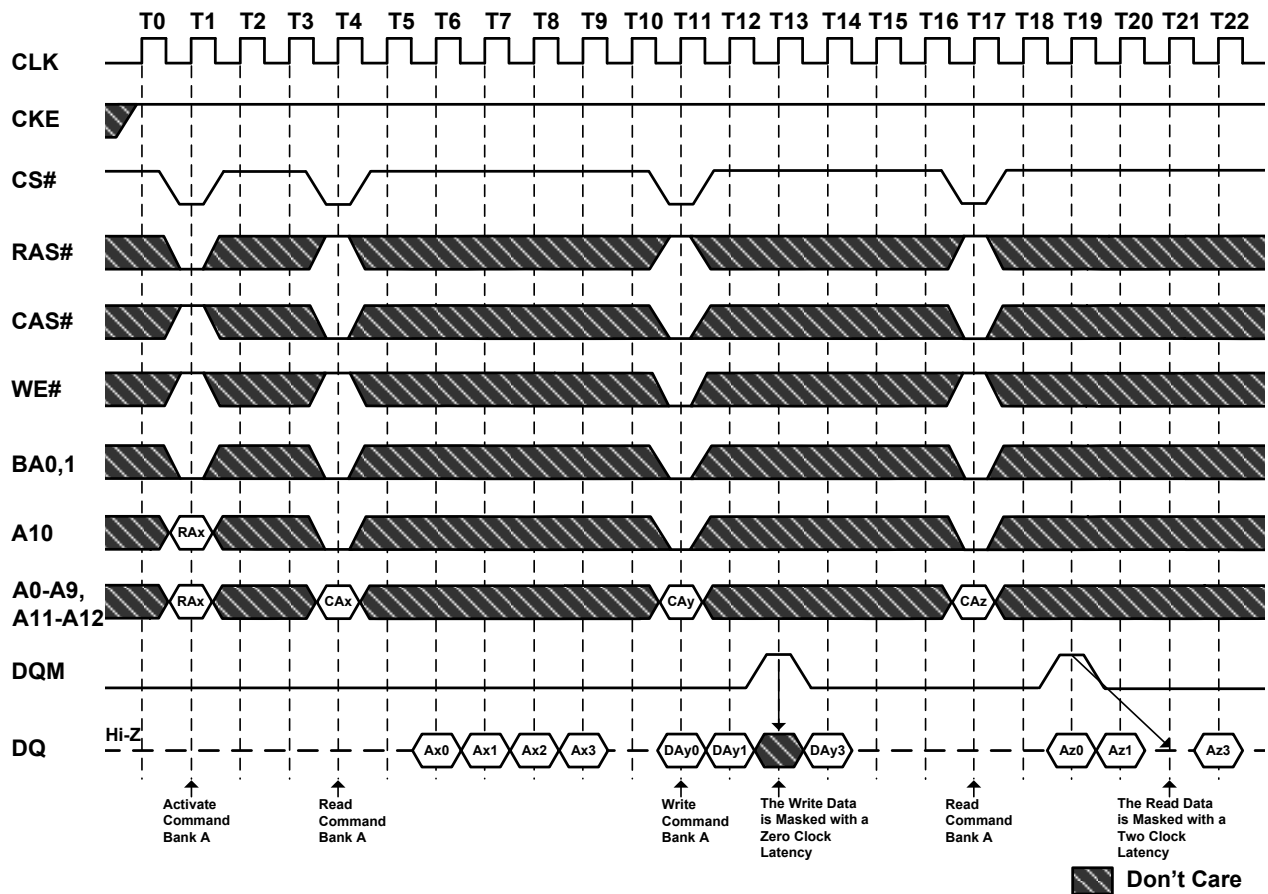 T0 T1 T2 T3 T4 T5 T6 T7 T8 T9 T10 T11 T12 T13 T14 T15 T16 T17 T18 T19 T20 T21 T22
CLK
CKE
CS#
RAS#
CAS#
WE#
BA0,1
A10 RAx
A0-A9,
A11-A12 RAx CAx CAy CAz
DQM
DQ Hi-Z Ax0 Ax1 Ax2 Ax3 DAy0 DAy1 DAy3 Az0 Az1 Az3
Activate
Command
Bank A
Read
Command
Bank A
Write
Command
Bank A
The Write Data
is Masked with a
Zero Clock
Latency
Read
Command
Bank A
The Read Data
is Masked with a
Two Clock
Latency
Don't Care